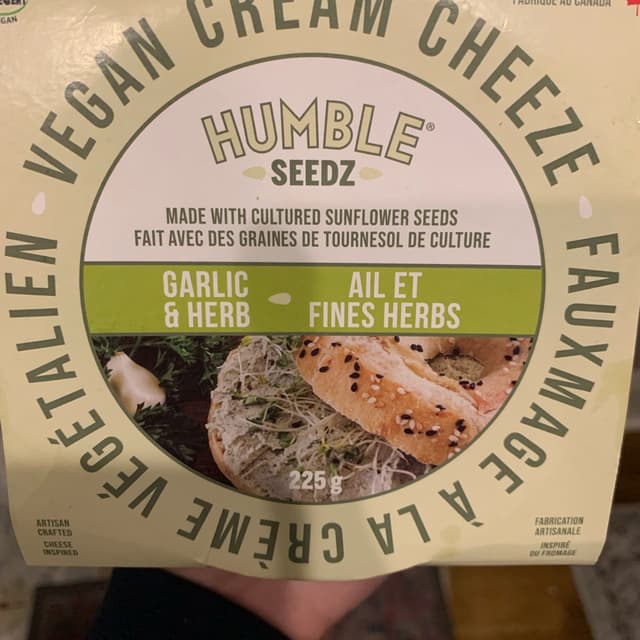 VEGAN
FABRIQUÉ AU CANADA
VEGAN CREAM CHEEZE
FAUXMAGE À LA CRÈME VÉGÉTALIEN
HUMBLE®
SEEDZ
MADE WITH CULTURED SUNFLOWER SEEDS
FAIT AVEC DES GRAINES DE TOURNESOL DE CULTURE
GARLIC
& HERB
AIL ET
FINES HERBS
225 g
ARTISAN
CRAFTED
CHEESE
INSPIRED
FABRICATION
ARTISANALE
INSPIRÉ
DU FROMAGE